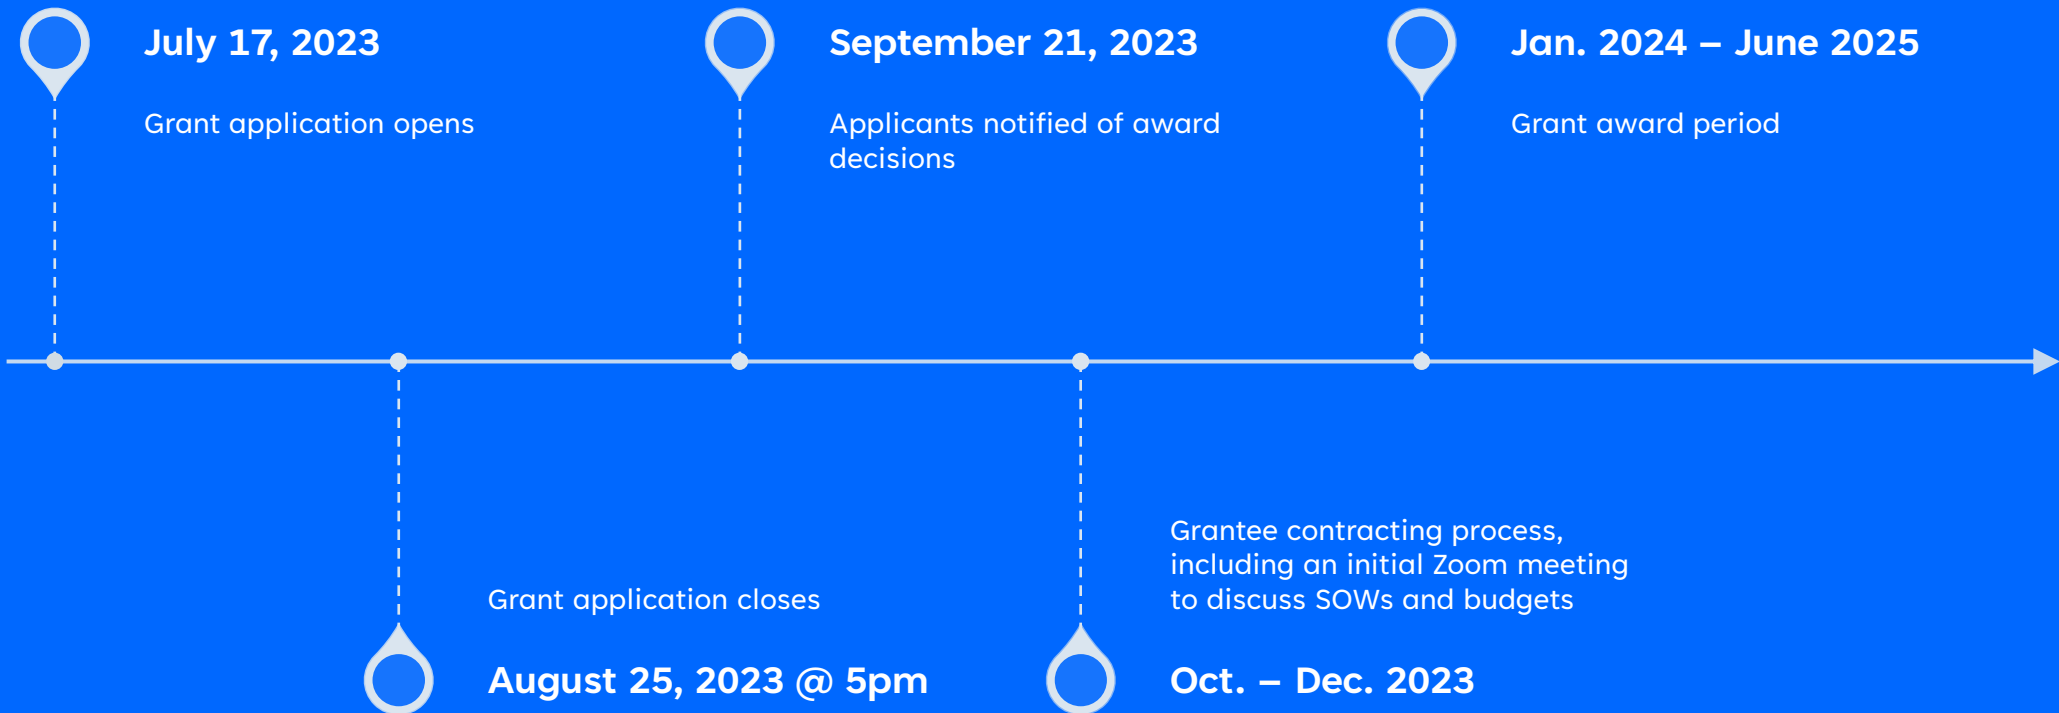 July 17, 2023
Grant application opens
September 21, 2023
Applicants notified of award
decisions
Jan. 2024 – June 2025
Grant award period
Grant application closes
August 25, 2023 @ 5pm
Grantee contracting process,
including an initial Zoom meeting
to discuss SOWs and budgets
Oct. – Dec. 2023